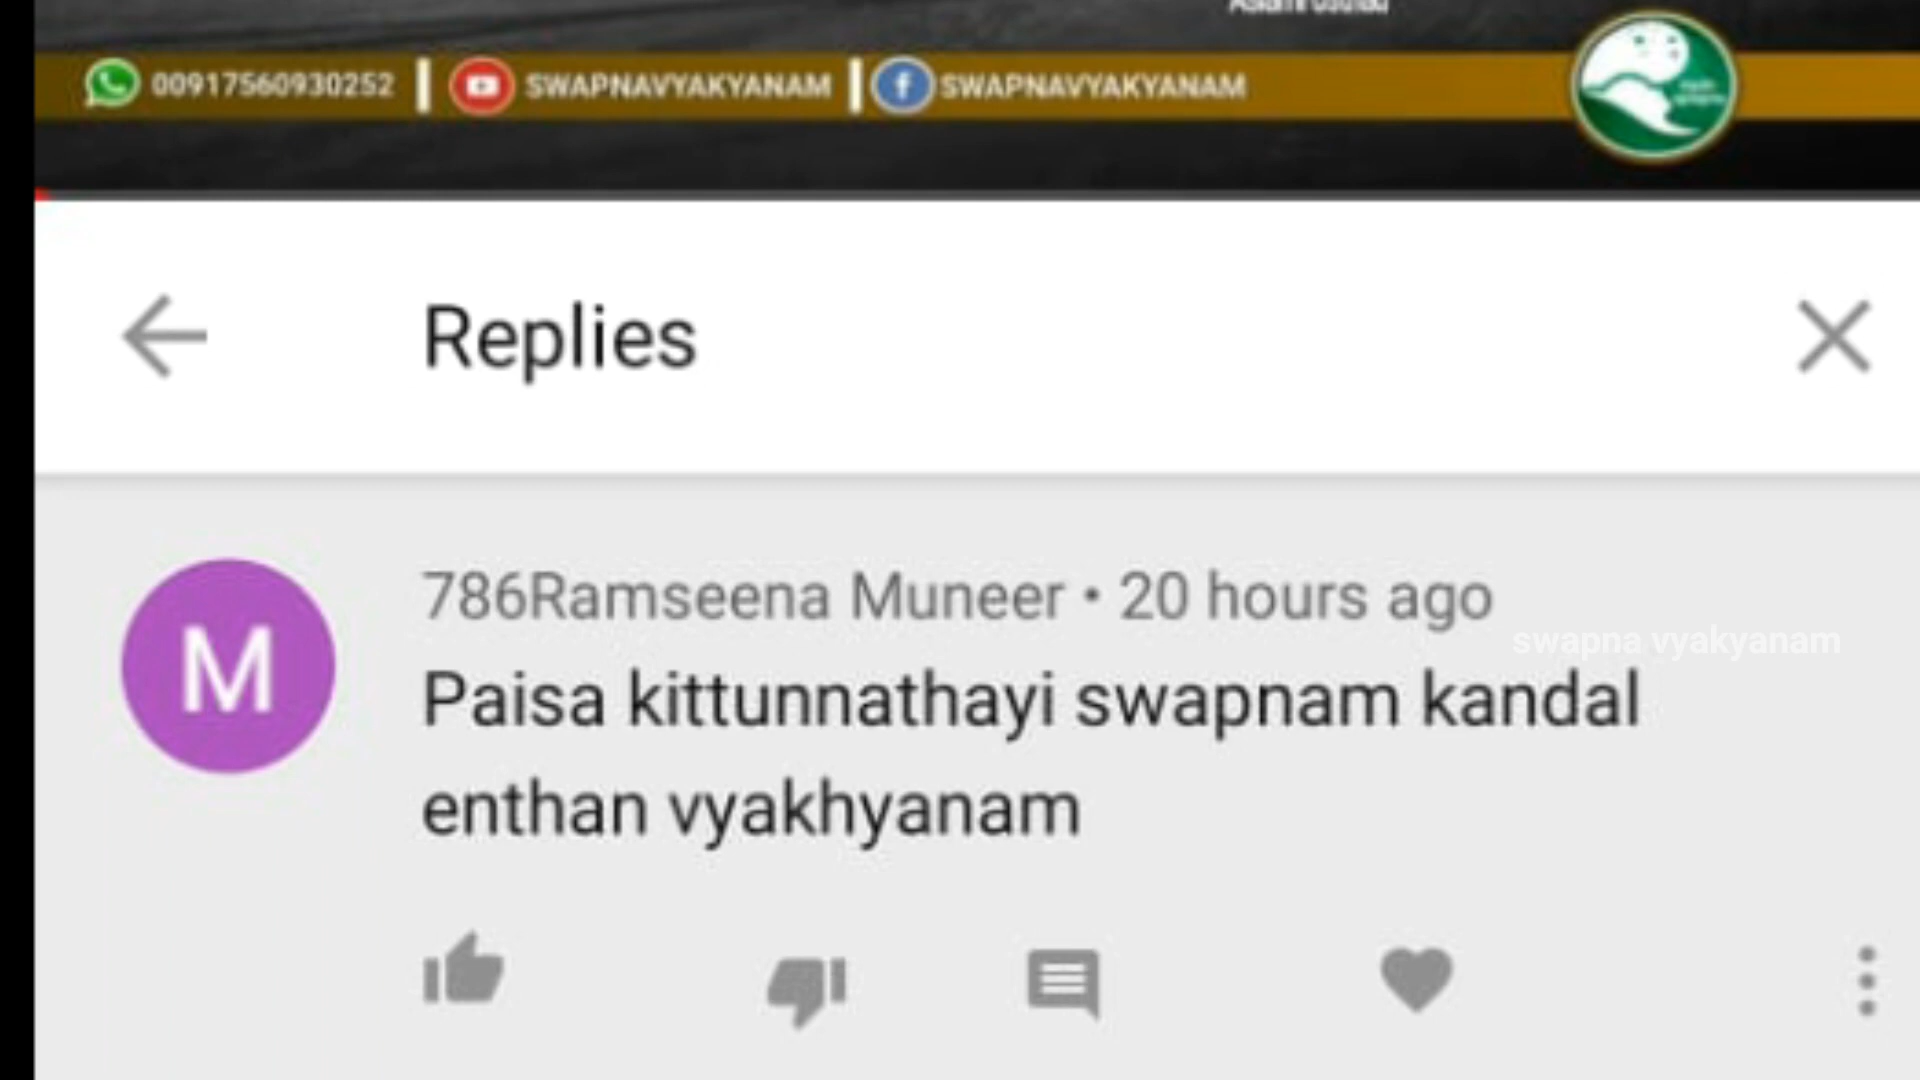 00917560930252 SWAPNAVYAKYANAM SWAPNAVYAKYANAM
Replies
M
786Ramseena Muneer • 20 hours ago
swapna vyakyanam
Paisa kittunnathayi swapnam kandal
enthan vyakhyanam